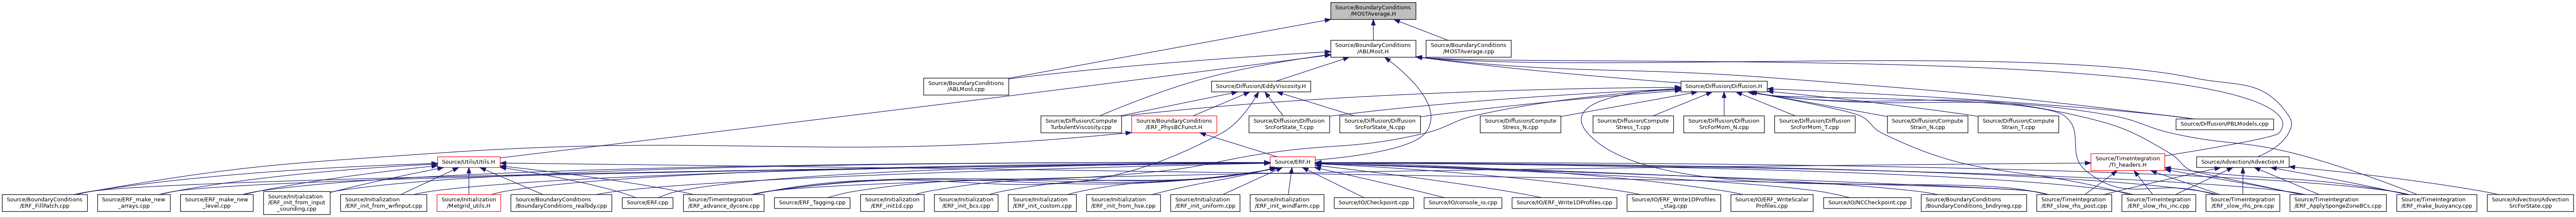 Source/BoundaryConditions
/MOSTAverage.H
Source/BoundaryConditions
/ABLMost.H
Source/BoundaryConditions
/MOSTAverage.cpp
Source/BoundaryConditions
/ABLMost.cpp
Source/Diffusion/EddyViscosity.H
Source/Diffusion/Diffusion.H
Source/Diffusion/Compute
TurbulentViscosity.cpp
Source/BoundaryConditions
/ERF_PhysBCFunct.H
Source/Diffusion/Diffusion
SrcForState_T.cpp
Source/Diffusion/Diffusion
SrcForState_N.cpp
Source/Diffusion/Compute
Stress_N.cpp
Source/Diffusion/Compute
Stress_T.cpp
Source/Diffusion/Diffusion
SrcForMom_N.cpp
Source/Diffusion/Diffusion
SrcForMom_T.cpp
Source/Diffusion/Compute
Strain_N.cpp
Source/Diffusion/Compute
Strain_T.cpp
Source/Diffusion/PBLModels.cpp
Source/Utils/Utils.H
Source/ERF.H
Source/TimeIntegration
/TI_headers.H
Source/Advection/Advection.H
Source/BoundaryConditions
/ERF_FillPatch.cpp
Source/ERF_make_new
_arrays.cpp
Source/ERF_make_new
_level.cpp
Source/Initialization
/ERF_init_from_input
_sounding.cpp
Source/Initialization
/ERF_init_from_wrfinput.cpp
Source/Initialization
/Metgrid_utils.H
Source/BoundaryConditions
/BoundaryConditions_realbdy.cpp
Source/ERF.cpp
Source/TimeIntegration
/ERF_advance_dycore.cpp
Source/ERF_Tagging.cpp
Source/Initialization
/ERF_init1d.cpp
Source/Initialization
/ERF_init_bcs.cpp
Source/Initialization
/ERF_init_custom.cpp
Source/Initialization
/ERF_init_from_hse.cpp
Source/Initialization
/ERF_init_uniform.cpp
Source/Initialization
/ERF_init_windfarm.cpp
Source/IO/Checkpoint.cpp
Source/IO/console_io.cpp
Source/IO/ERF_Write1DProfiles.cpp
Source/IO/ERF_Write1DProfiles
_stag.cpp
Source/IO/ERF_WriteScalar
Profiles.cpp
Source/IO/NCCheckpoint.cpp
Source/BoundaryConditions
/BoundaryConditions_bndryreg.cpp
Source/TimeIntegration
/ERF_slow_rhs_post.cpp
Source/TimeIntegration
/ERF_slow_rhs_inc.cpp
Source/TimeIntegration
/ERF_slow_rhs_pre.cpp
Source/TimeIntegration
/ERF_ApplySpongeZoneBCs.cpp
Source/TimeIntegration
/ERF_make_buoyancy.cpp
Source/Advection/Advection
SrcForState.cpp